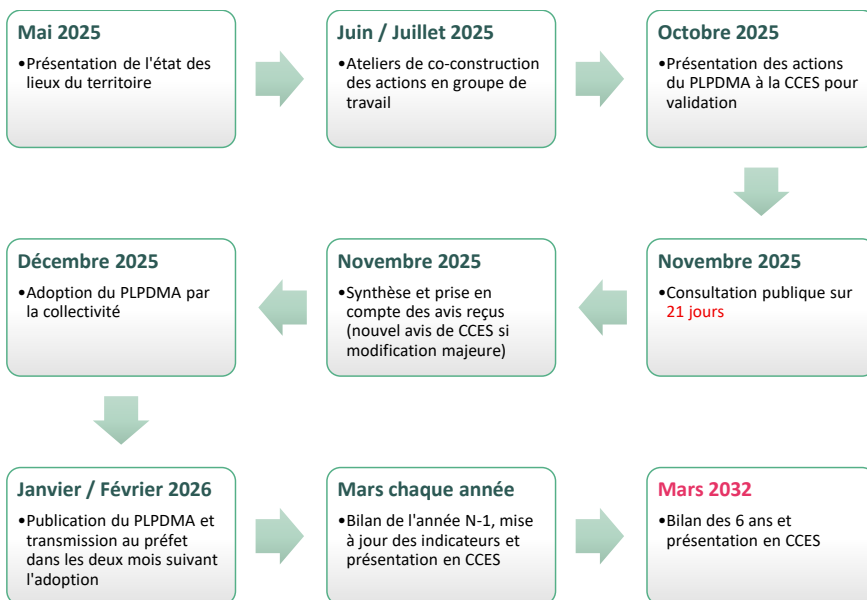 Mai 2025
•Présentation de l'état des
lieux du territoire
Juin / Juillet 2025
•Ateliers de co-construction
des actions en groupe de
travail
Octobre 2025
•Présentation des actions
du PLPDMA à la CCES pour
validation
Novembre 2025
•Consultation publique sur
21 jours
Novembre 2025
•Synthèse et prise en
compte des avis reçus
(nouvel avis de CCES si
modification majeure)
Décembre 2025
•Adoption du PLPDMA par
la collectivité
Janvier / Février 2026
•Publication du PLPDMA et
transmission au préfet
dans les deux mois suivant
l'adoption
Mars chaque année
•Bilan de l'année N-1, mise
à jour des indicateurs et
présentation en CCES
Mars 2032
•Bilan des 6 ans et
présentation en CCES